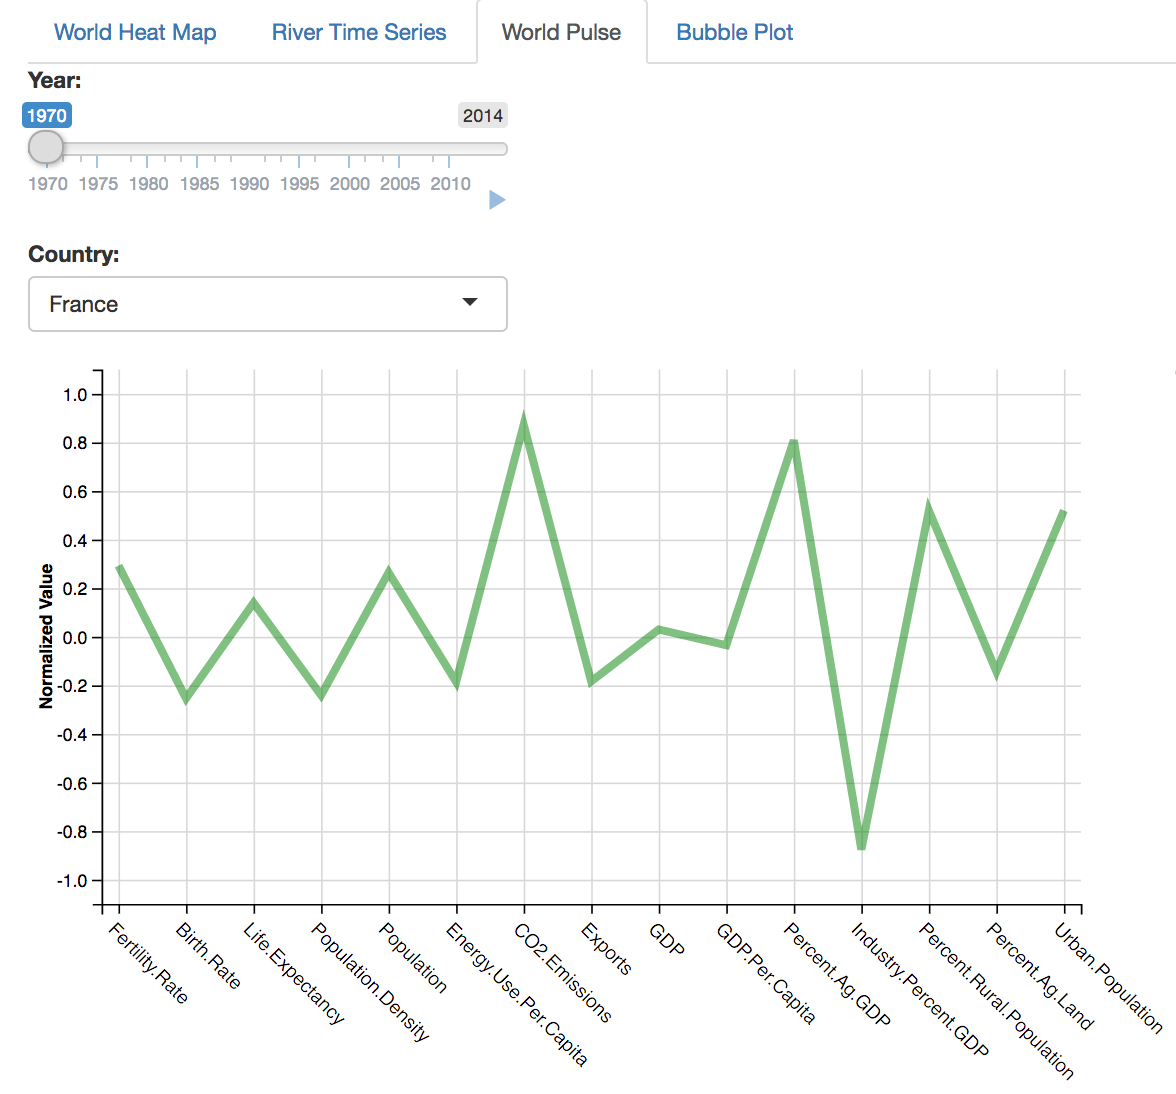 World Heat Map River Time Series World Pulse Bubble Plot
Year:
1970 2014
1970 1975 1980 1985 1990 1995 2000 2005 2010
Country:
France
1.0
0.8
0.6
0.4
0.2
0.0
-0.2
-0.4
-0.6
-0.8
-1.0
Normalized Value
Fertility.Rate
Birth.Rate
Life.Expectancy
Population.Density
Population
Energy.Use.Per.Capita
CO2.Emissions
Exports
GDP
GDP.Per.Capita
Percent.Ag.GDP
Industry.Percent.GDP
Percent.Rural.Population
Percent.Ag.Land
Urban.Population